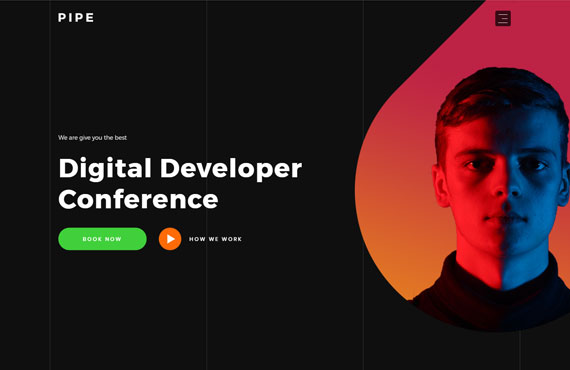 PIPE
We are give you the best
Digital Developer
Conference
BOOK NOW
HOW WE WORK